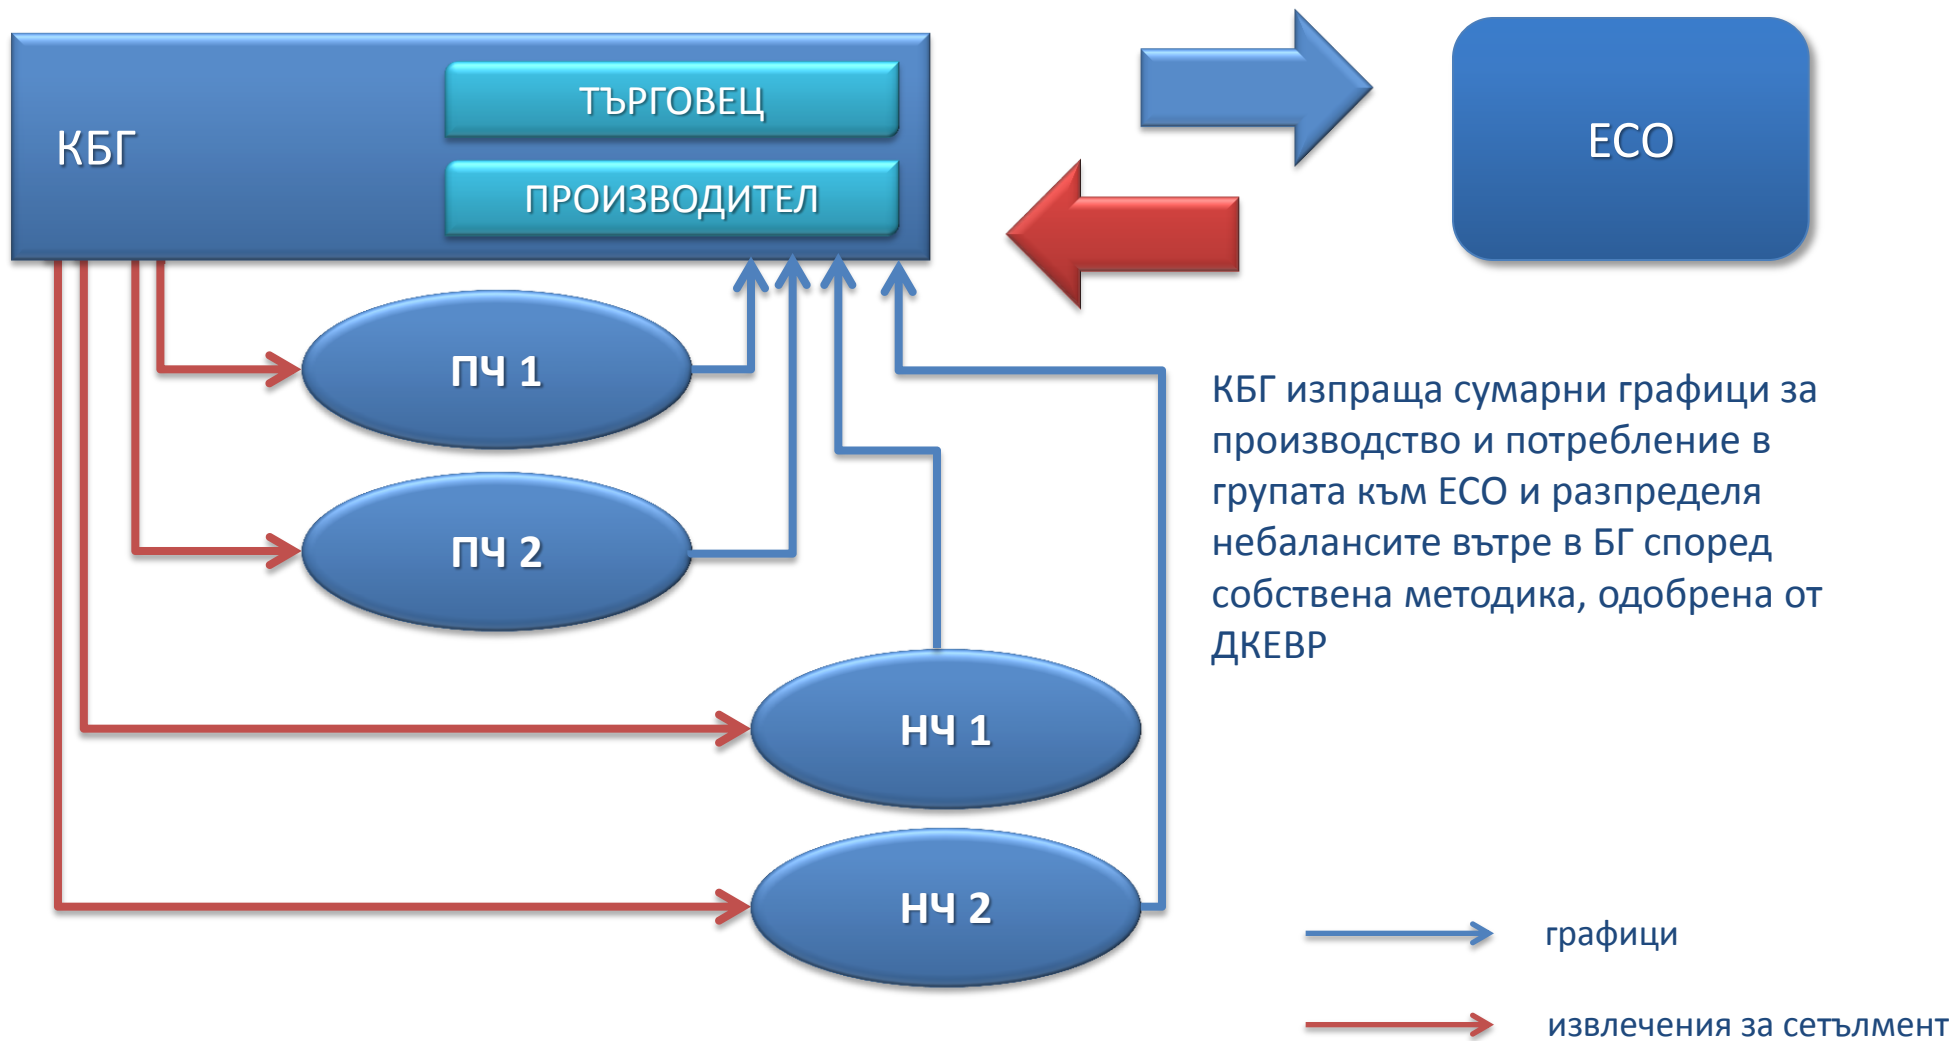 КБГ
ТЪРГОВЕЦ
ПРОИЗВОДИТЕЛ
ЕСО
ПЧ 1
ПЧ 2
НЧ 1
НЧ 2
КБГ изпраща сумарни графици за
производство и потребление в
групата към ЕСО и разпределя
небалансите вътре в БГ според
собствена методика, одобрена от
ДКЕВР
графици
извлечения за сетълмент